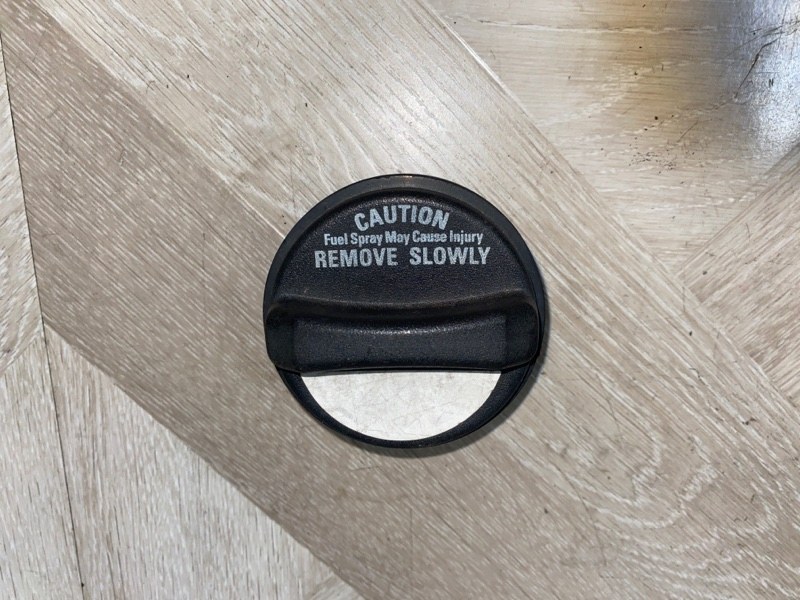 CAUTION
Fuel Spray May Cause Injury
REMOVE SLOWLY